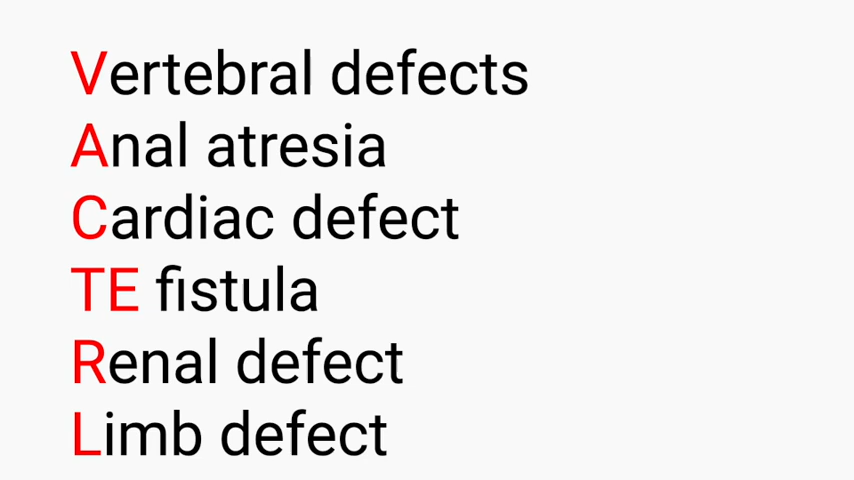 Vertebral defects
Anal atresia
Cardiac defect
TE fistula
Renal defect
Limb defect